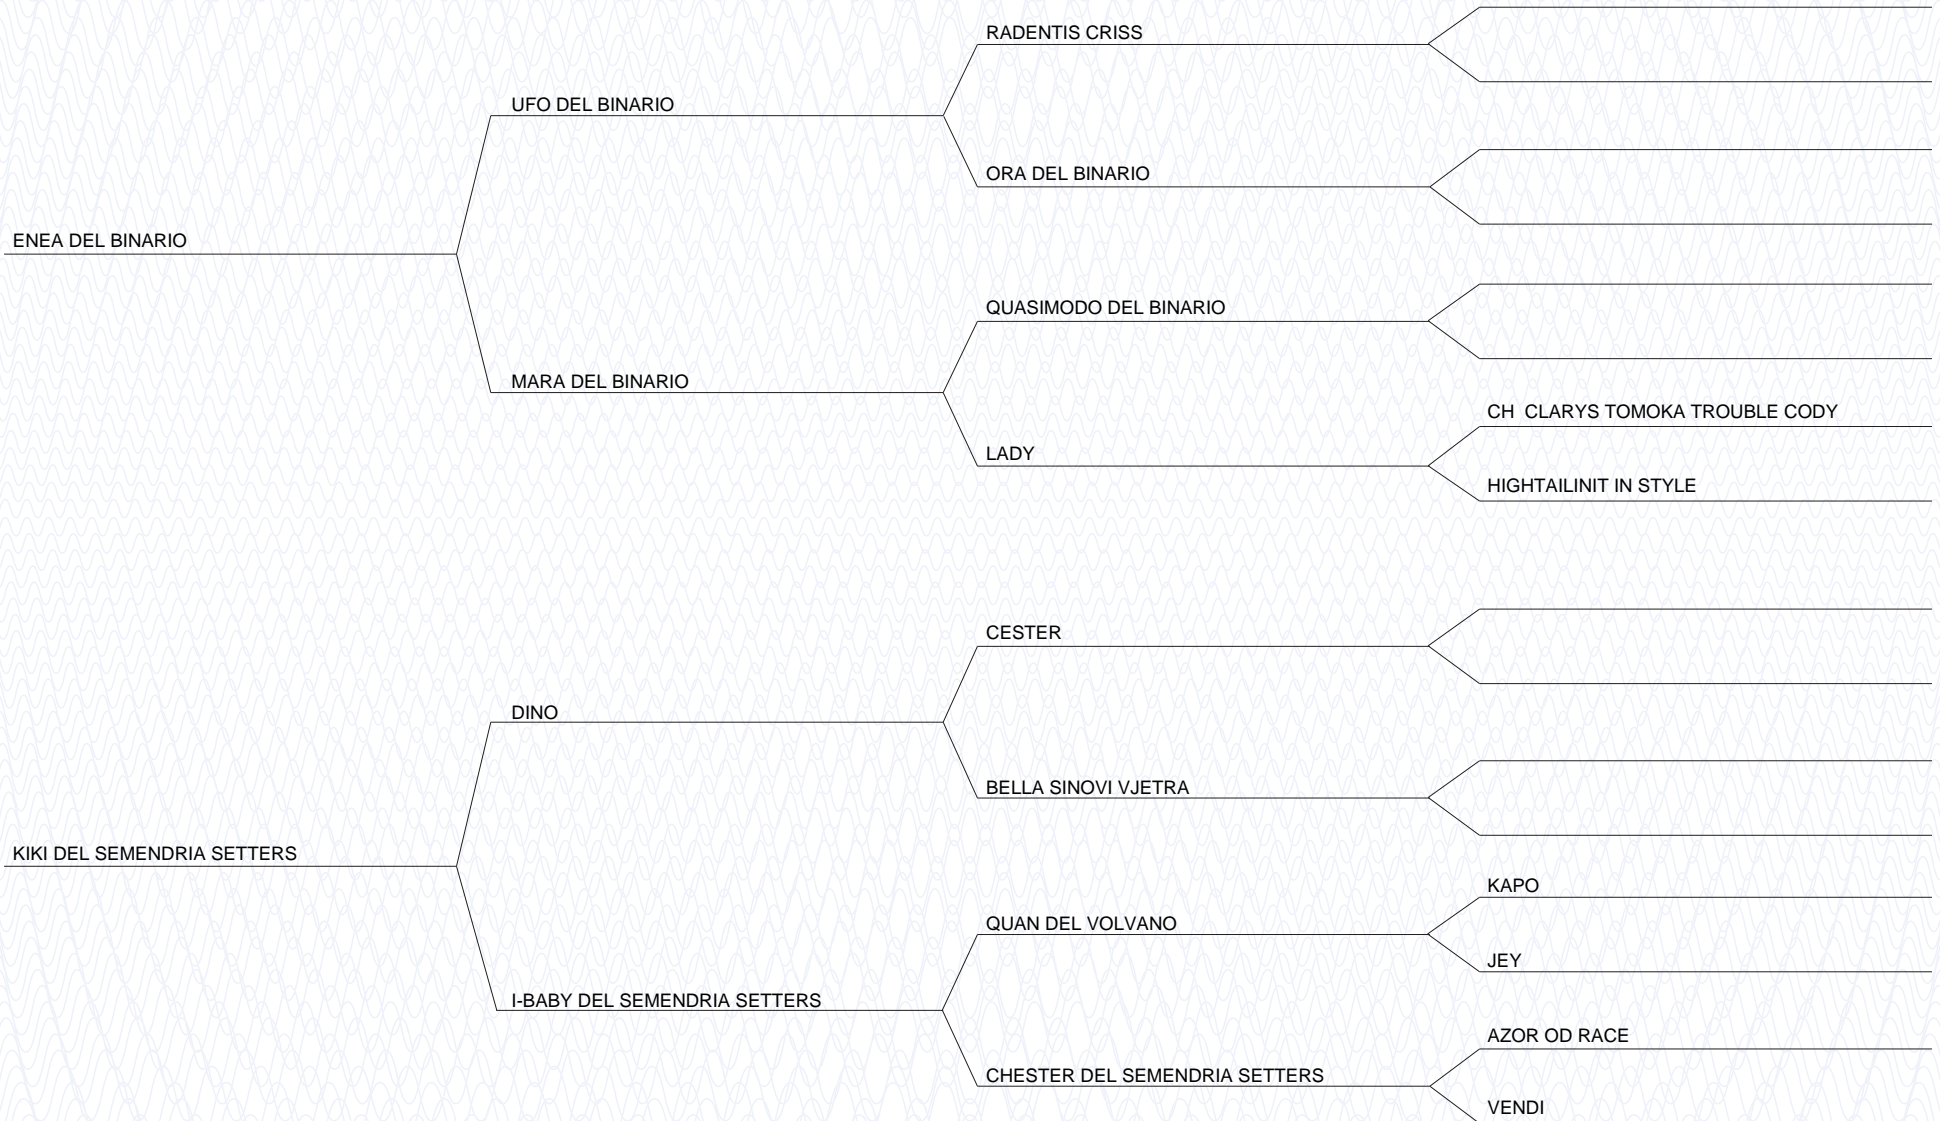 RADENTIS CRISS
UFO DEL BINARIO
ORA DEL BINARIO
ENEA DEL BINARIO
QUASIMODO DEL BINARIO
MARA DEL BINARIO
CH  CLARYS TOMOKA TROUBLE CODY
LADY
HIGHTAILINIT IN STYLE
CESTER
DINO
BELLA SINOVI VJETRA
KIKI DEL SEMENDRIA SETTERS
KAPO
QUAN DEL VOLVANO
JEY
I-BABY DEL SEMENDRIA SETTERS
AZOR OD RACE
CHESTER DEL SEMENDRIA SETTERS
VENDI